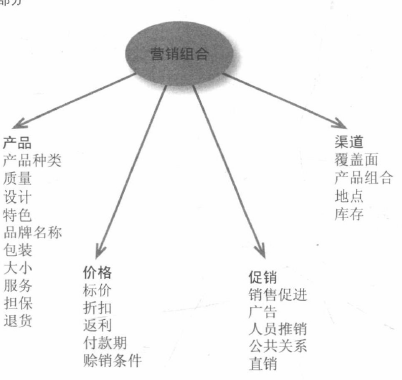 部分
营销组合
产品
产品种类
质量
设计
特色
品牌名称
包装
大小
服务
担保
退货
价格
标价
折扣
返利
付款期
赊销条件
促销
销售促进
广告
人员推销
公共关系
直销
渠道
覆盖面
产品组合
地点
库存